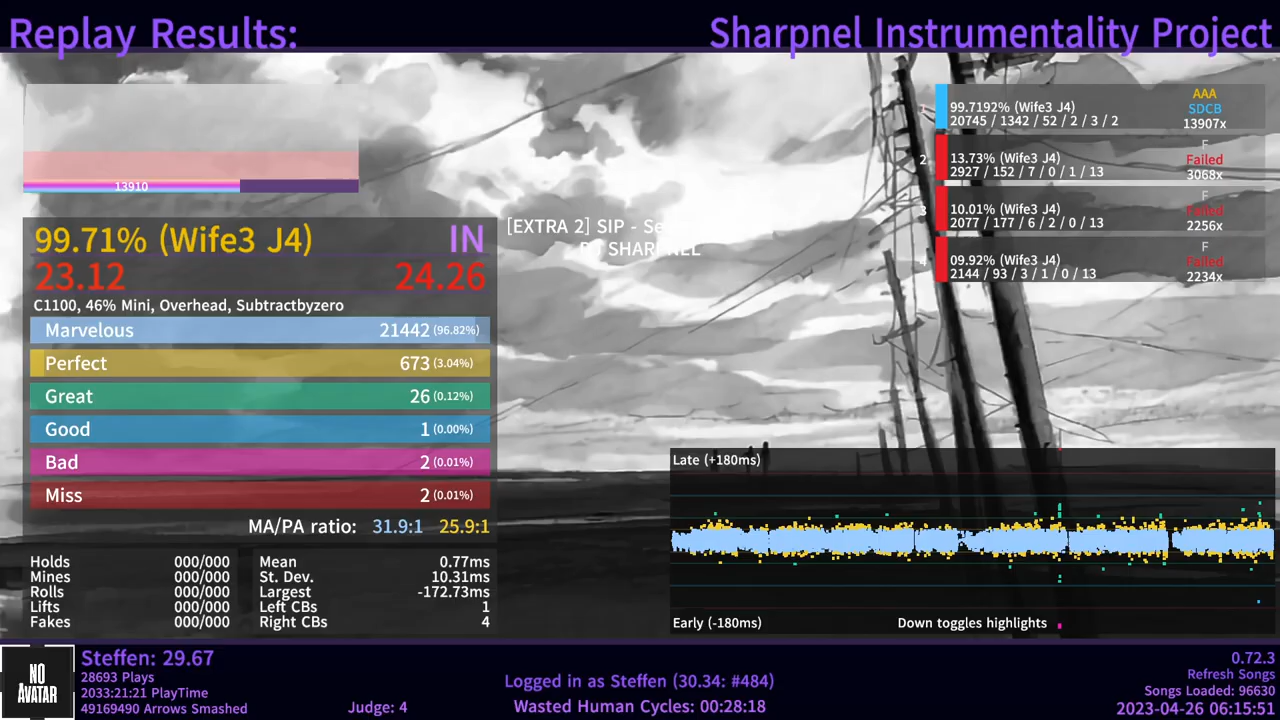 Replay Results:
Sharpnel Instrumentality Project
13910
99.71% (Wife3 J4)
IN
23.12
24.26
C1100, 46% Mini, Overhead, Subtractbyzero
Marvelous 21442 (96.82%)
Perfect 673 (3.04%)
Great 26 (0.12%)
Good 1 (0.00%)
Bad 2 (0.01%)
Miss 2 (0.01%)
MA/PA ratio: 31.9:1 25.9:1
Holds 000/000
Mines 000/000
Rolls 000/000
Lifts 000/000
Fakes 000/000
Mean 0.77ms
St. Dev. 10.31ms
Largest -172.73ms
Left CBs 1
Right CBs 4
[EXTRA 2] SIP -
SHARPNEL
1
99.7192% (Wife3 J4)
20745 / 1342 / 52 / 2 / 3 / 2
AAA
SDCB
13907x
2
13.73% (Wife3 J4)
2927 / 152 / 7 / 0 / 1 / 13
F
Failed
3068x
3
10.01% (Wife3 J4)
2077 / 177 / 6 / 2 / 0 / 13
F
Failed
2256x
4
09.92% (Wife3 J4)
2144 / 93 / 3 / 1 / 0 / 13
F
Failed
2234x
Late (+180ms)
Early (-180ms)
Down toggles highlights
NO
AVATAR
Steffen: 29.67
28693 Plays
2033:21:21 PlayTime
49169490 Arrows Smashed
Judge: 4
Logged in as Steffen (30.34: #484)
Wasted Human Cycles: 00:28:18
0.72.3
Refresh Songs
Songs Loaded: 96630
2023-04-26 06:15:51